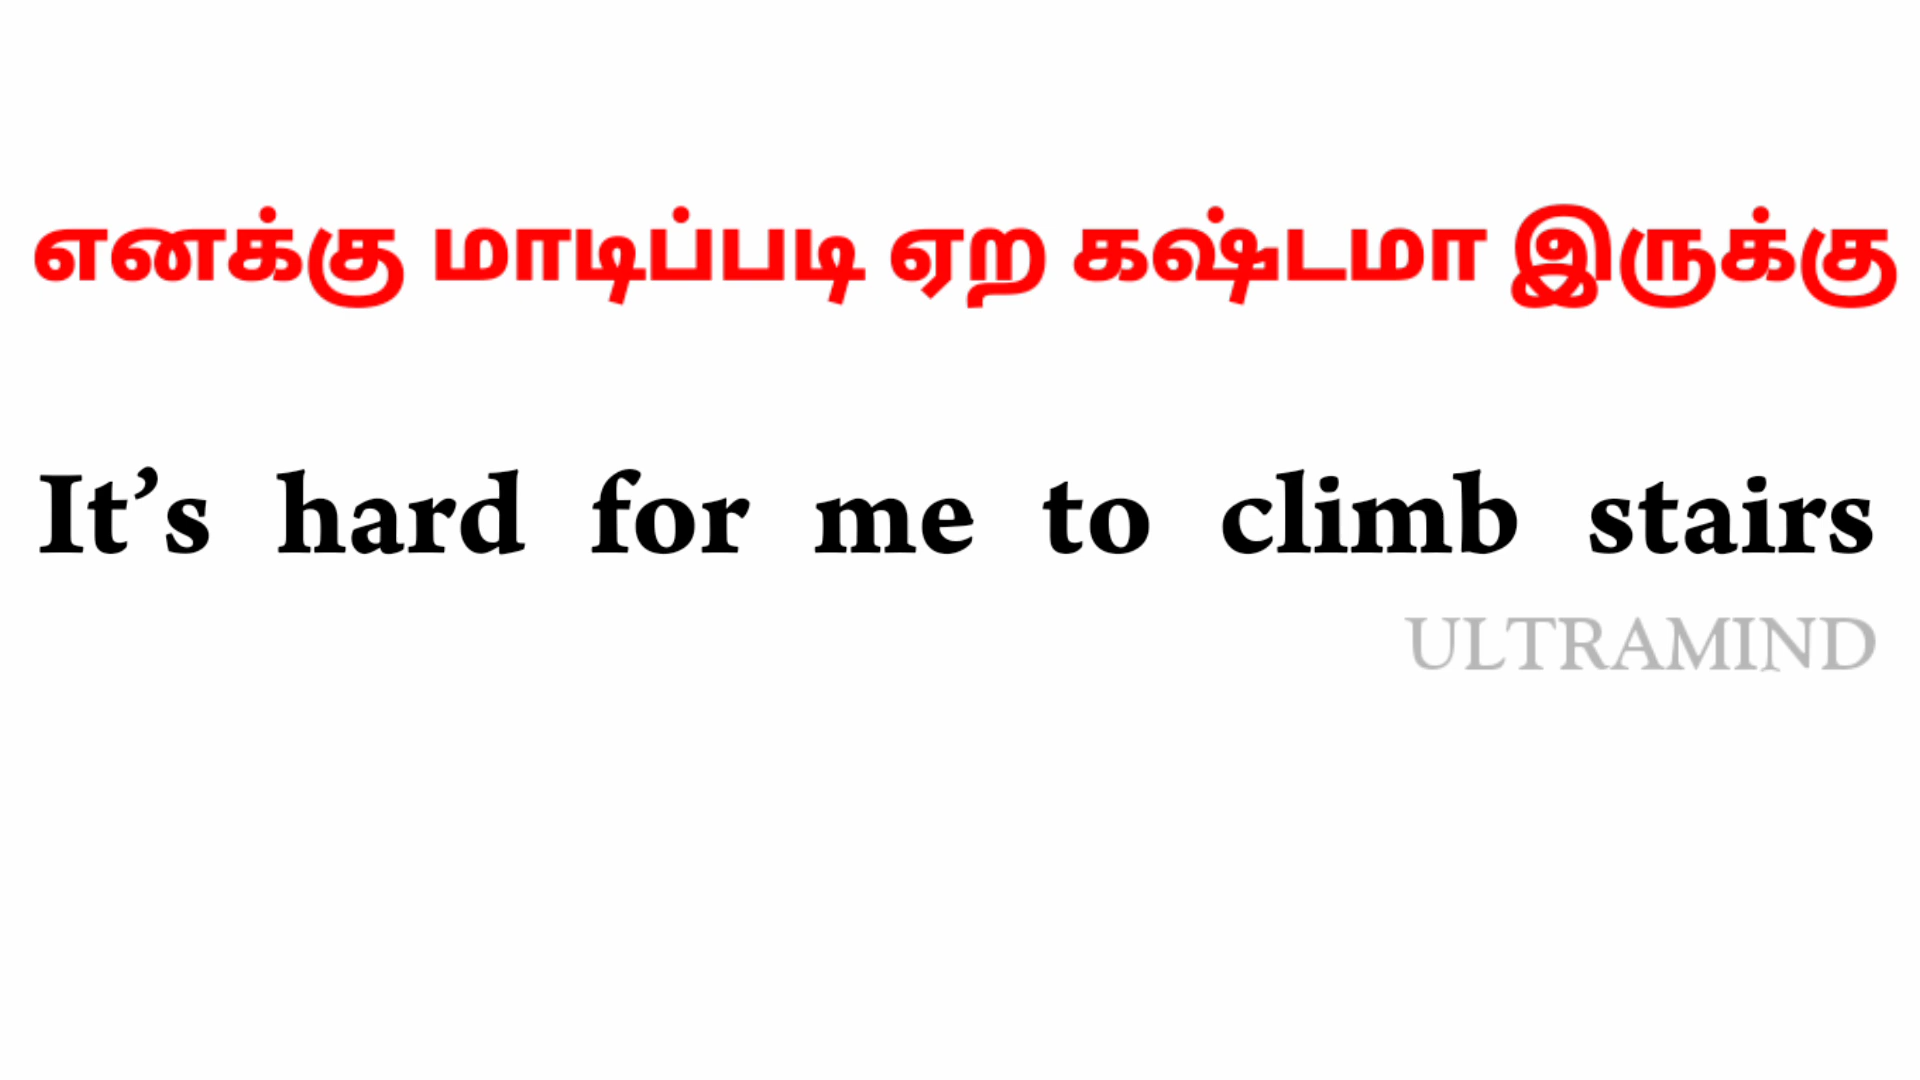 எனக்கு மாடிப்படி ஏற கஷ்டமா இருக்கு
It’s hard for me to climb stairs
ULTRAMIND